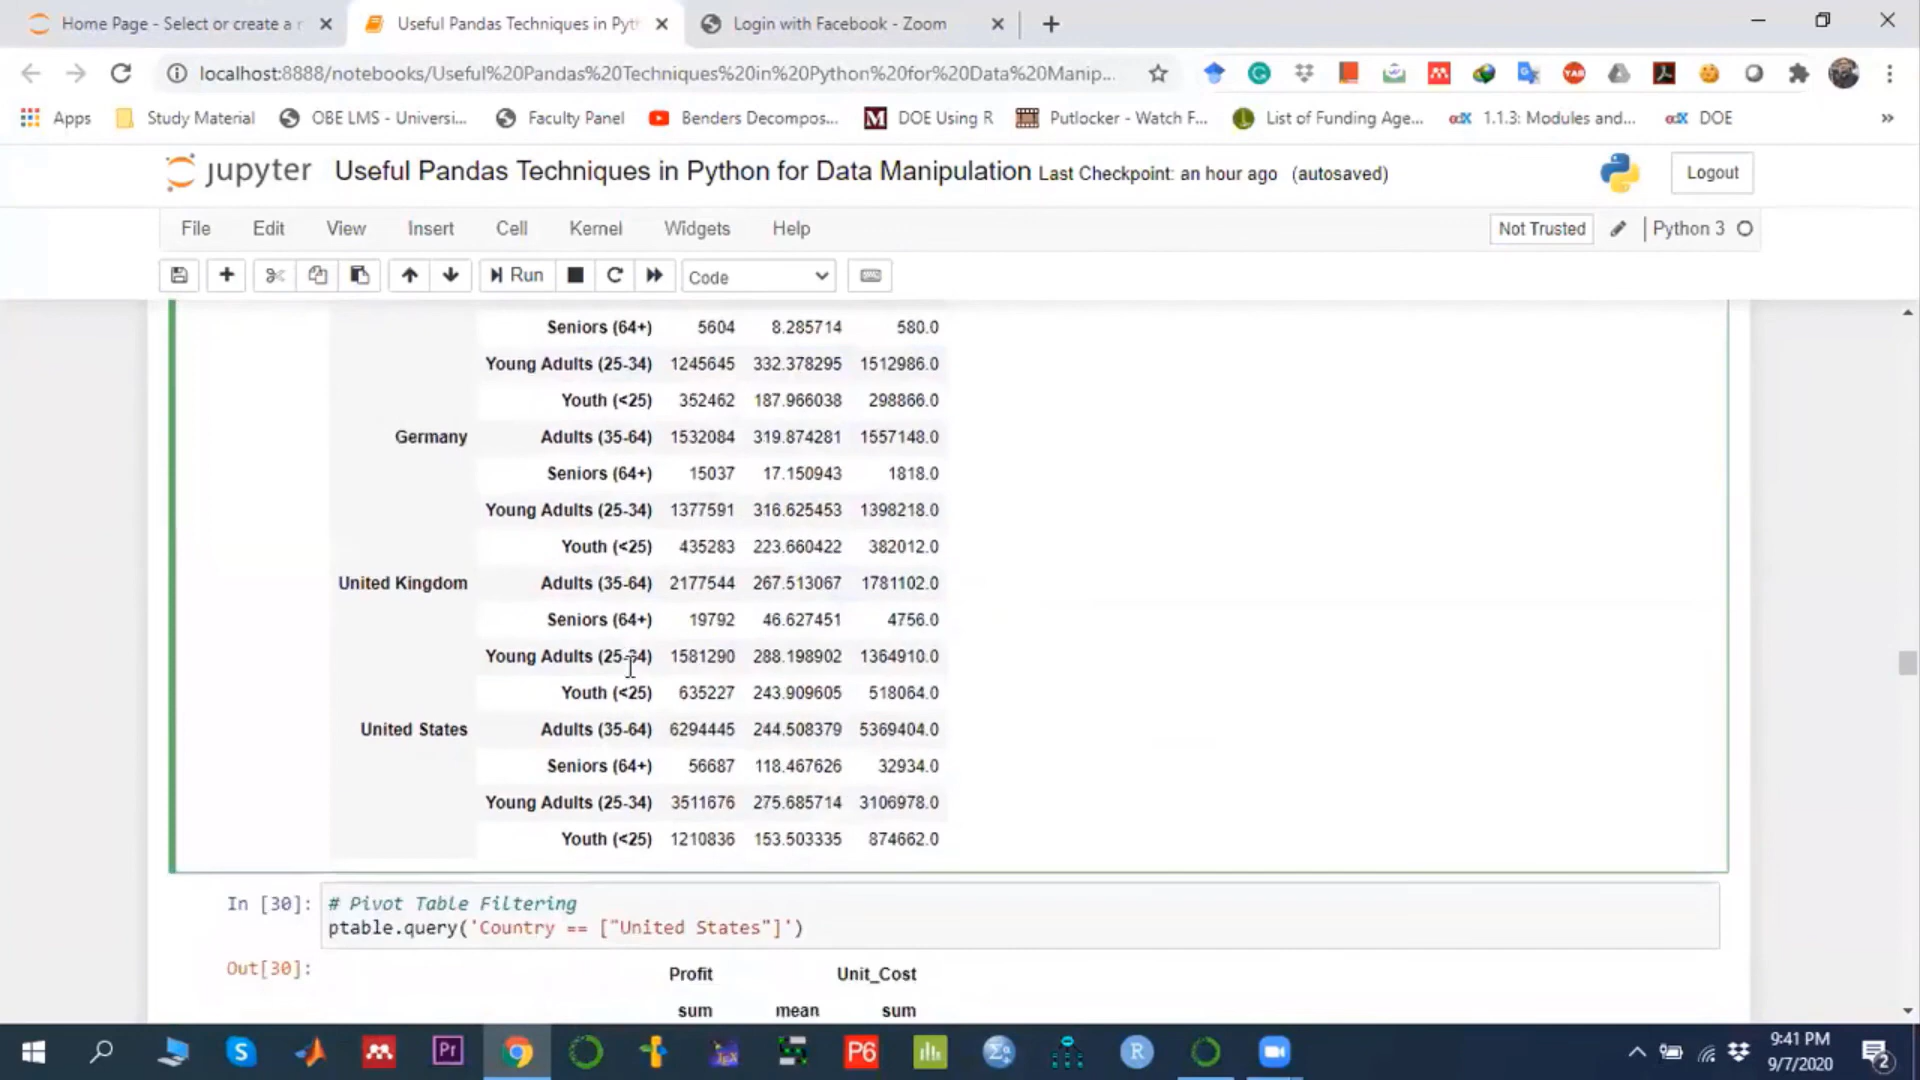 Home Page - Select or create a n
Useful Pandas Techniques in Pyth
Login with Facebook - Zoom
localhost:8888/notebooks/Useful%20Pandas%20Techniques%20in%20Python%20for%20Data%20Manip...
Apps Study Material OBE LMS - Universi... Faculty Panel Benders Decompos... DOE Using R Putlocker - Watch F... List of Funding Age... 1.1.3: Modules and... DOE »
jupyter Useful Pandas Techniques in Python for Data Manipulation Last Checkpoint: an hour ago (autosaved) Logout
File Edit View Insert Cell Kernel Widgets Help Not Trusted Python 3
Run Code
Seniors (64+) 5604 8.285714 580.0
Young Adults (25-34) 1245645 332.378295 1512986.0
Youth (<25) 352462 187.966038 298866.0
Germany Adults (35-64) 1532084 319.874281 1557148.0
Seniors (64+) 15037 17.150943 1818.0
Young Adults (25-34) 1377591 316.625453 1398218.0
Youth (<25) 435283 223.660422 382012.0
United Kingdom Adults (35-64) 2177544 267.513067 1781102.0
Seniors (64+) 19792 46.627451 4756.0
Young Adults (25-34) 1581290 288.198902 1364910.0
Youth (<25) 635227 243.909605 518064.0
United States Adults (35-64) 6294445 244.508379 5369404.0
Seniors (64+) 56687 118.467626 32934.0
Young Adults (25-34) 3511676 275.685714 3106978.0
Youth (<25) 1210836 153.503335 874662.0
In [30]: # Pivot Table Filtering
ptable.query('Country == ["United States"]')
Out[30]:
Profit Unit_Cost
sum mean sum
9:41 PM
9/7/2020